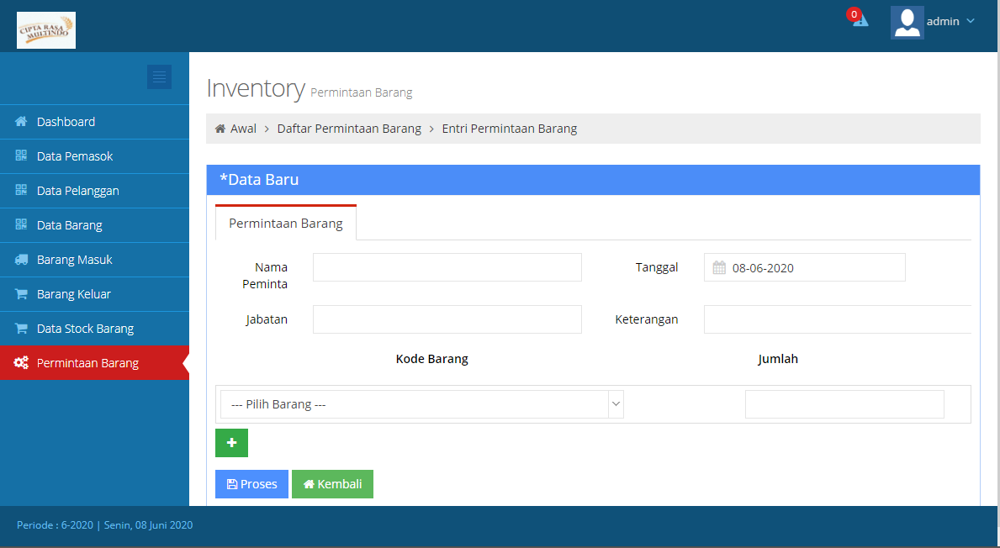 CIPTA RASA
MULTINDO
0
admin
Inventory Permintaan Barang
Awal > Daftar Permintaan Barang > Entri Permintaan Barang
Dashboard
Data Pemasok
Data Pelanggan
Data Barang
Barang Masuk
Barang Keluar
Data Stock Barang
Permintaan Barang
*Data Baru
Permintaan Barang
Nama
Peminta
Tanggal
08-06-2020
Jabatan
Keterangan
Kode Barang
Jumlah
--- Pilih Barang ---
+
Proses
Kembali
Periode : 6-2020 | Senin, 08 Juni 2020